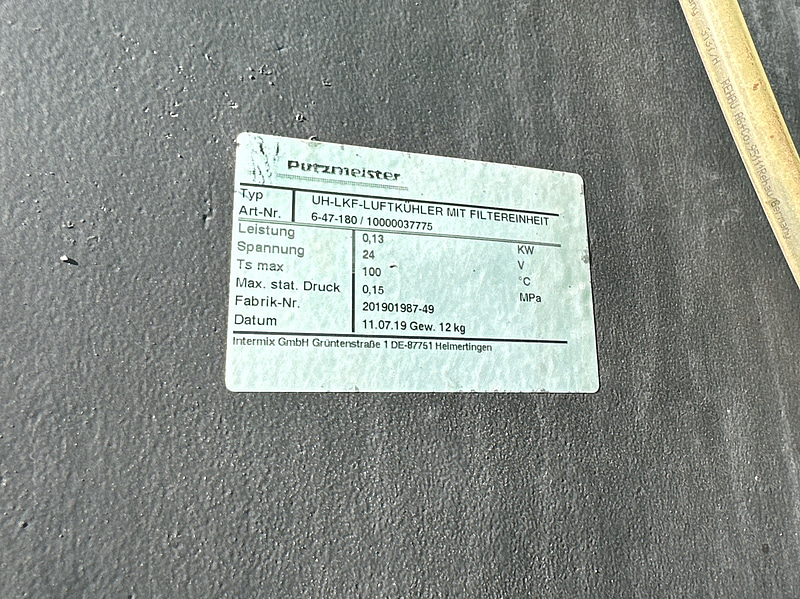 Putzmeister
Typ UH-LKF-LUFTKÜHLER MIT FILTEREINHEIT
Art-Nr. 6-47-180 / 10000037775
Leistung 0,13 KW
Spannung 24 V
Ts max 100 °C
Max. stat. Druck 0,15 MPa
Fabrik-Nr. 201901987-49
Datum 11.07.19 Gew. 12 kg
Intermix GmbH Grüntenstraße 1 DE-87751 Heimertingen